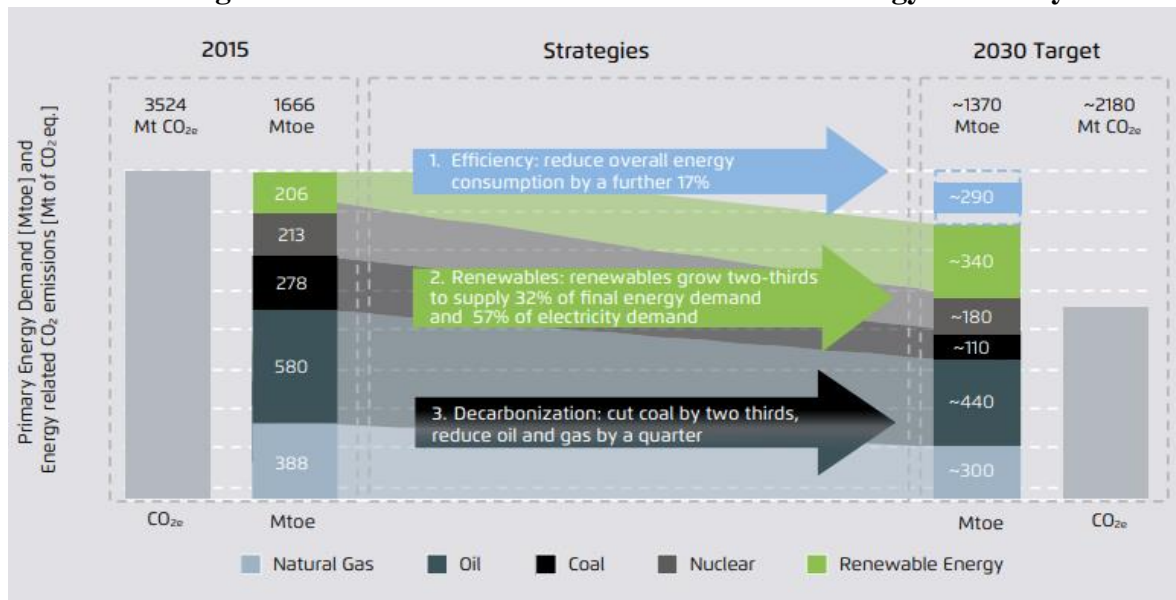 2015
Strategies
2030 Target
Primary Energy Demand [Mtoe] and
Energy related CO₂ emissions [Mt of CO₂ eq.]
3524
Mt CO₂ₑ
1666
Mtoe
~1370
Mtoe
~2180
Mt CO₂ₑ
1. Efficiency: reduce overall energy
consumption by a further 17%
206
213
278
580
388
2. Renewables: renewables grow two-thirds
to supply 32% of final energy demand
and 57% of electricity demand
3. Decarbonization: cut coal by two thirds,
reduce oil and gas by a quarter
~290
~340
~180
~110
~440
~300
CO₂ₑ
Mtoe
Mtoe
CO₂ₑ
Natural Gas
Oil
Coal
Nuclear
Renewable Energy